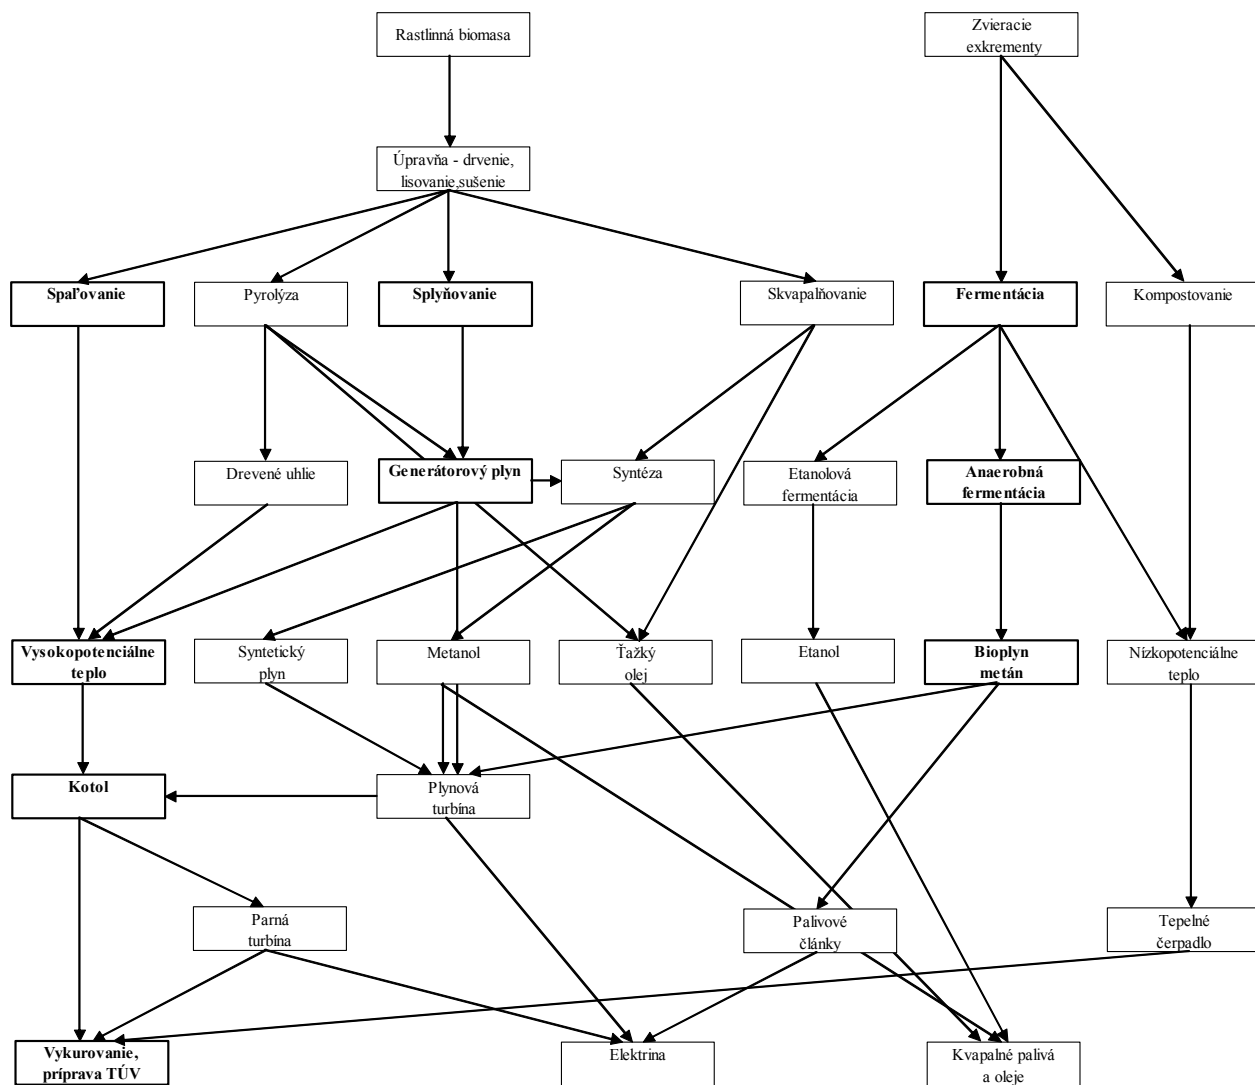 Rastlinná biomasa
Zvieracie
exkrementy
Úpravňa - drvenie,
lisovanie,sušenie
Spaľovanie
Pyrolýza
Splyňovanie
Skvapalňovanie
Fermentácia
Kompostovanie
Drevené uhlie
Generátorový plyn
Syntéza
Etanolová
fermentácia
Anaerobná
fermentácia
Vysokopotenciálne
teplo
Syntetický
plyn
Metanol
Ťažký
olej
Etanol
Bioplyn
metán
Nízkopotenciálne
teplo
Kotol
Plynová
turbína
Parná
turbína
Palivové
články
Tepelné
čerpadlo
Vykurovanie,
príprava TÚV
Elektrina
Kvapalné palivá
a oleje